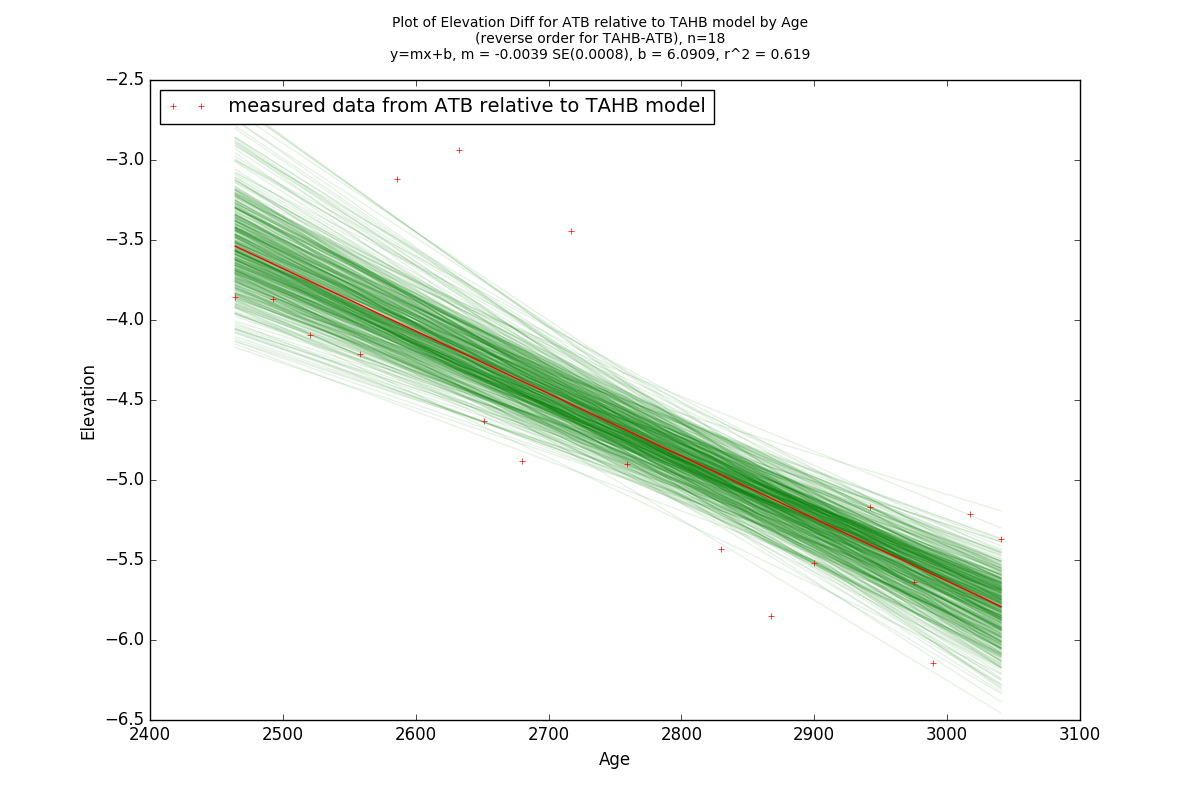 Plot of Elevation Diff for ATB relative to TAHB model by Age
(reverse order for TAHB-ATB), n=18
y=mx+b, m = -0.0039 SE(0.0008), b = 6.0909, r^2 = 0.619
measured data from ATB relative to TAHB model
−2.5
−3.0
−3.5
−4.0
−4.5
−5.0
−5.5
−6.0
−6.5
Elevation
2400 2500 2600 2700 2800 2900 3000 3100
Age